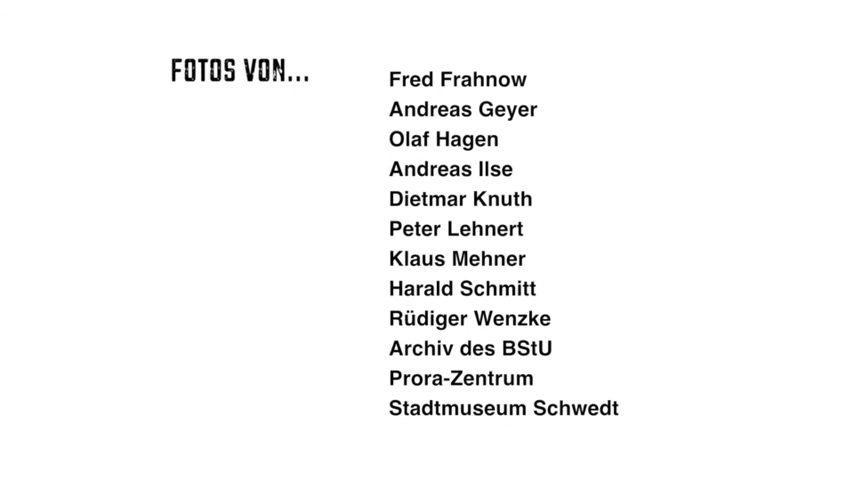 FOTOS VON...
Fred Frahnow
Andreas Geyer
Olaf Hagen
Andreas Ilse
Dietmar Knuth
Peter Lehnert
Klaus Mehner
Harald Schmitt
Rüdiger Wenzke
Archiv des BStU
Prora-Zentrum
Stadtmuseum Schwedt